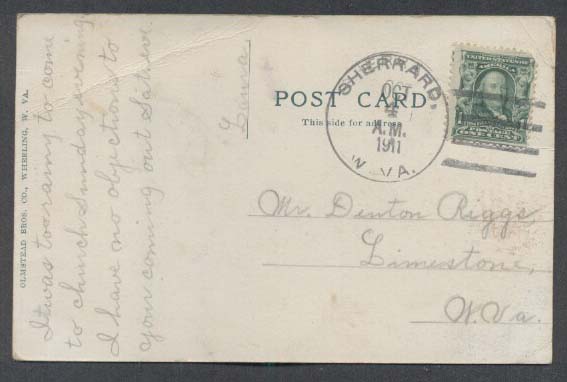 It was too rainy to come
to church Sunday evening.
I have no objections to
your coming out Sat. eve.
OLMSTEAD BROS. CO., WHEELING, W. VA.
POST CARD
This side for address
SHERRARD,
OCT
4
A.M.
1911
W. VA.
Mr. Denton Riggs,
Limestone,
W. Va.